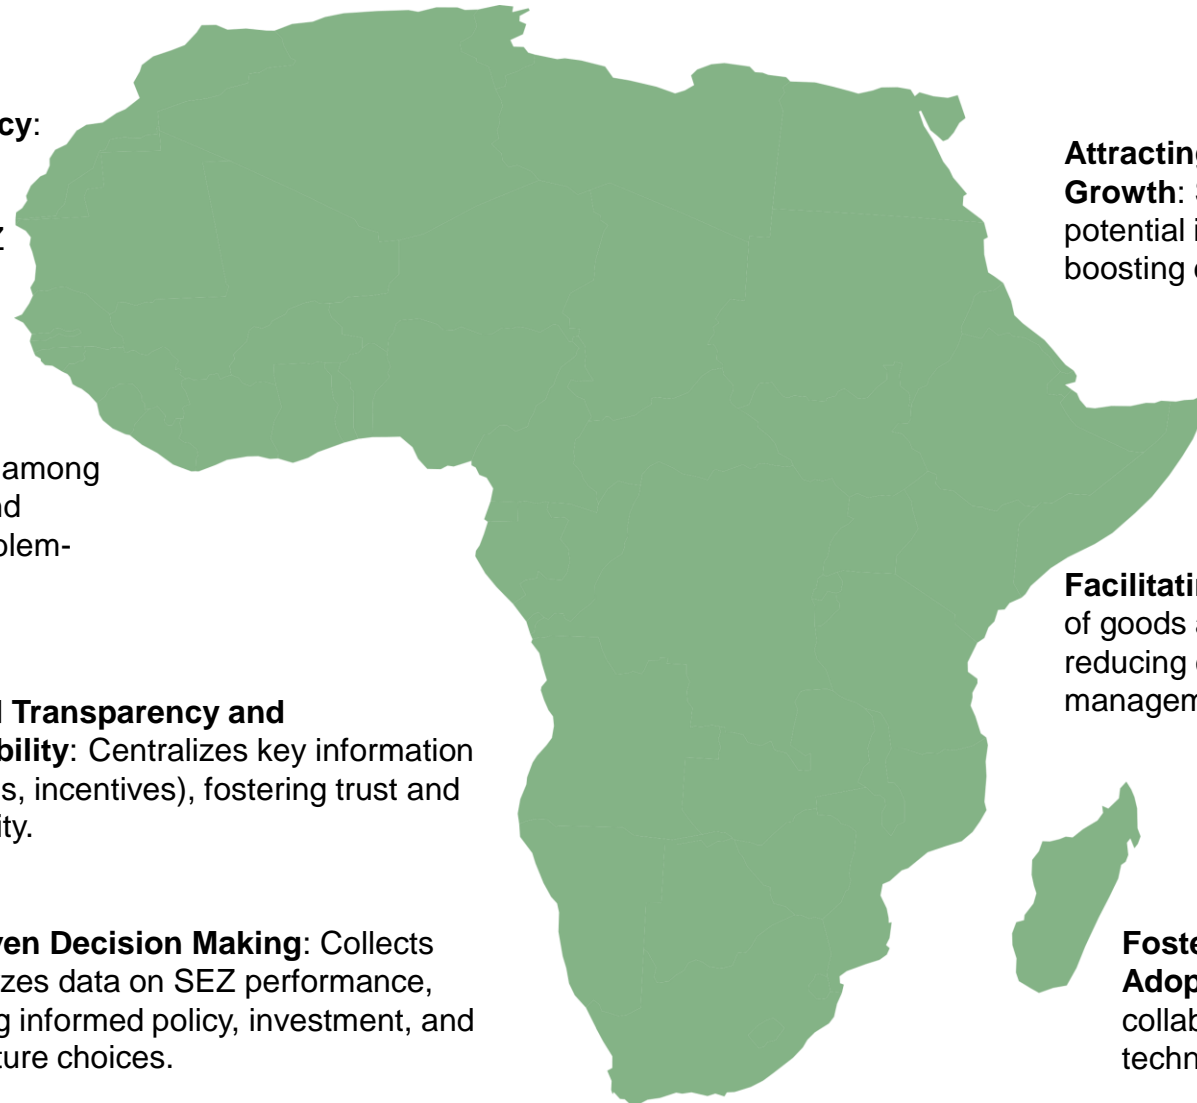 cy:
Z
among
nd
olem-
l Transparency and
bility: Centralizes key information
s, incentives), fostering trust and
ity.
ven Decision Making: Collects
zes data on SEZ performance,
g informed policy, investment, and
ture choices.
Attracting
Growth:
potential i
boosting
Facilitatin
of goods
reducing
managem
Foste
Adop
collab
techn